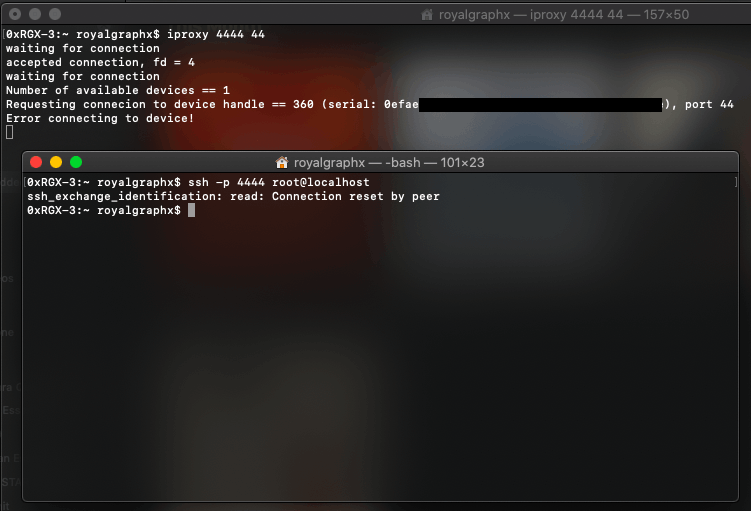 royalgraphx — iproxy 4444 44 — 157×50
[0xRGX-3:~ royalgraphx$ iproxy 4444 44
waiting for connection
accepted connection, fd = 4
waiting for connection
Number of available devices == 1
Requesting connecion to device handle == 360 (serial: 0efae), port 44
Error connecting to device!
royalgraphx — -bash — 101×23
[0xRGX-3:~ royalgraphx$ ssh -p 4444 root@localhost ]
ssh_exchange_identification: read: Connection reset by peer
0xRGX-3:~ royalgraphx$